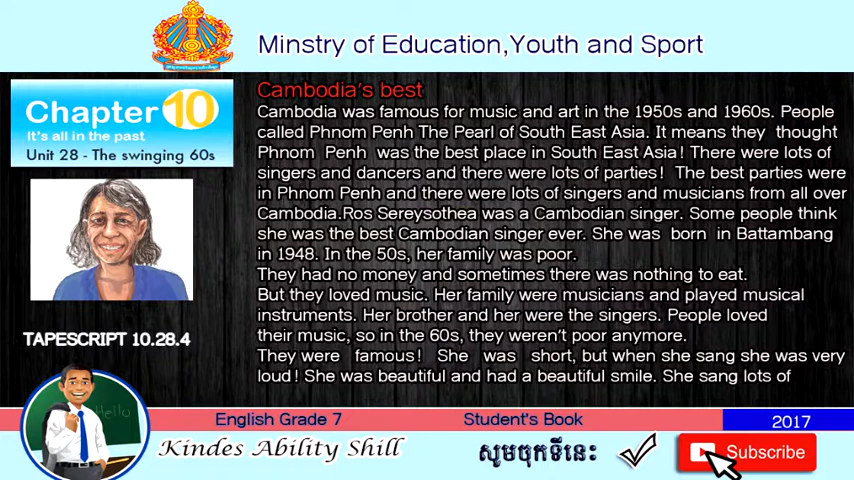 Minstry of Education,Youth and Sport
Chapter 10
It's all in the past
Unit 28 - The swinging 60s
TAPESCRIPT 10.28.4
Cambodia's best
Cambodia was famous for music and art in the 1950s and 1960s. People
called Phnom Penh The Pearl of South East Asia. It means they thought
Phnom Penh was the best place in South East Asia! There were lots of
singers and dancers and there were lots of parties! The best parties were
in Phnom Penh and there were lots of singers and musicians from all over
Cambodia.Ros Sereysothea was a Cambodian singer. Some people think
she was the best Cambodian singer ever. She was born in Battambang
in 1948. In the 50s, her family was poor.
They had no money and sometimes there was nothing to eat.
But they loved music. Her family were musicians and played musical
instruments. Her brother and her were the singers. People loved
their music, so in the 60s, they weren't poor anymore.
They were famous! She was short, but when she sang she was very
loud! She was beautiful and had a beautiful smile. She sang lots of
Hello
English Grade 7
Student's Book
2017
Kindes Ability Shill
សូមចុកទីនេះ
Subscribe